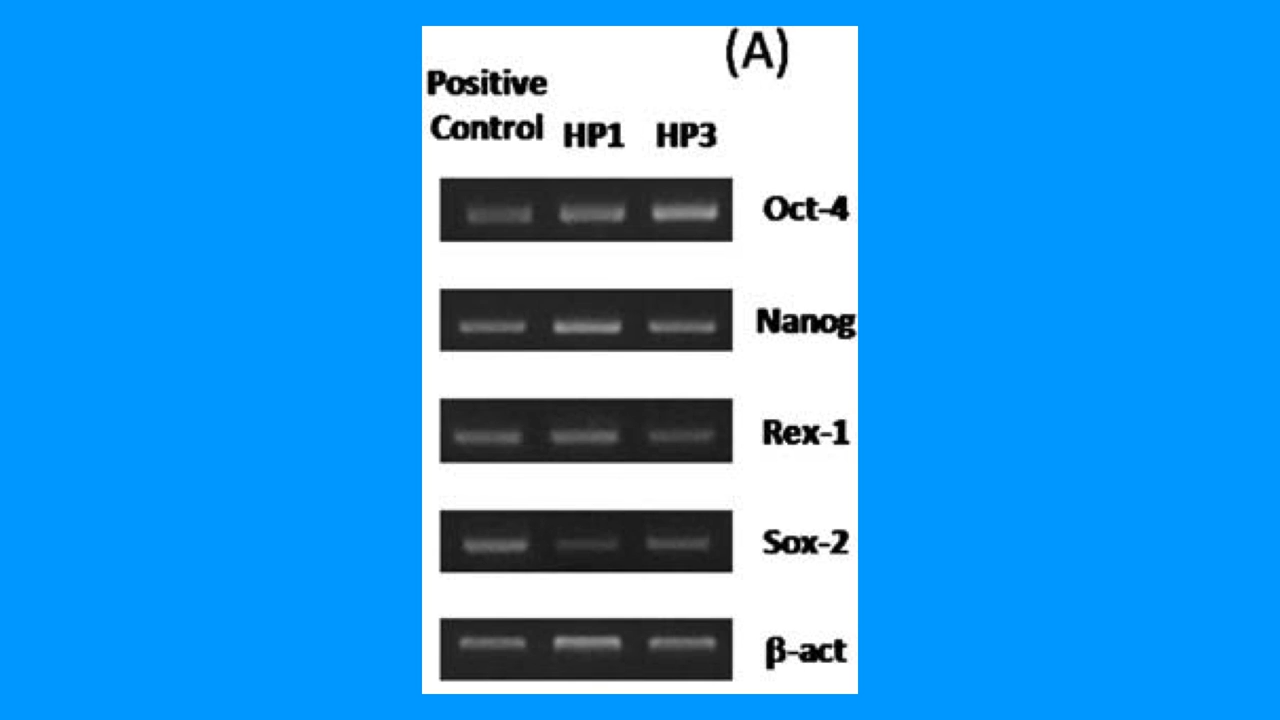 (A)
Positive
Control HP1 HP3
Oct-4
Nanog
Rex-1
Sox-2
β-act